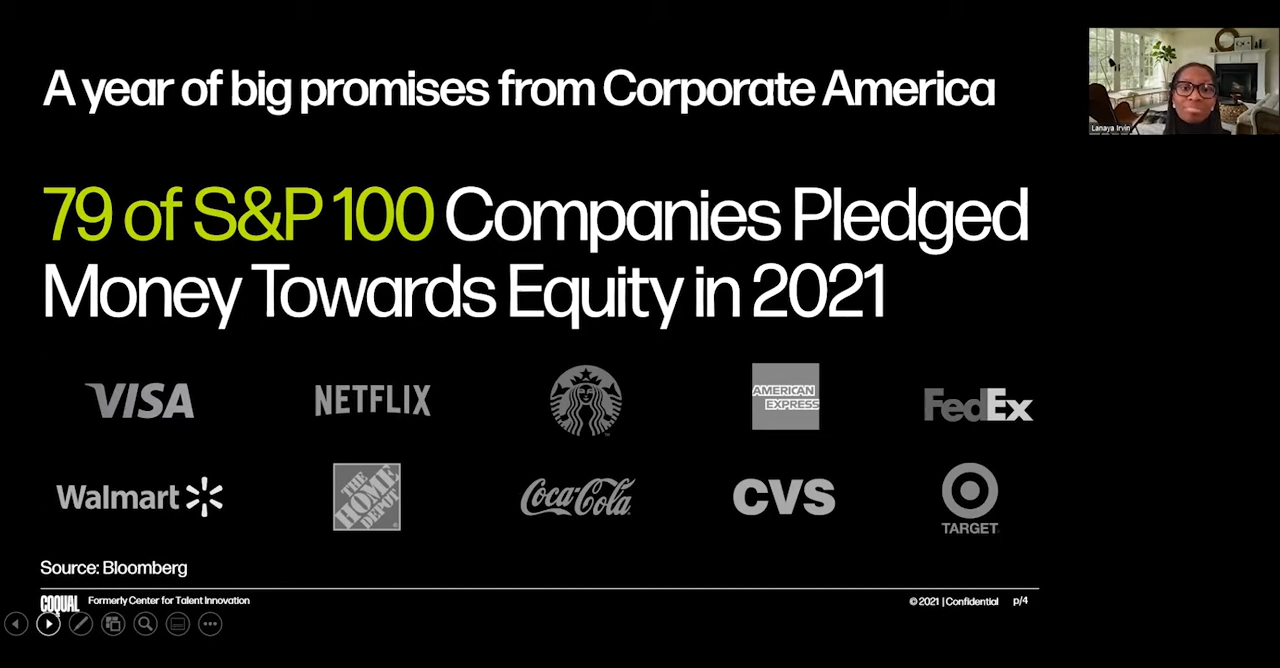 A year of big promises from Corporate America
Lanaya Irvin
79 of S&P 100 Companies Pledged
Money Towards Equity in 2021
VISA
NETFLIX
AMERICAN
EXPRESS
FedEx
Walmart
THE
HOME
DEPOT
Coca-Cola
CVS
TARGET
Source: Bloomberg
COQUAL Formerly Center for Talent Innovation
© 2021 | Confidential p/4